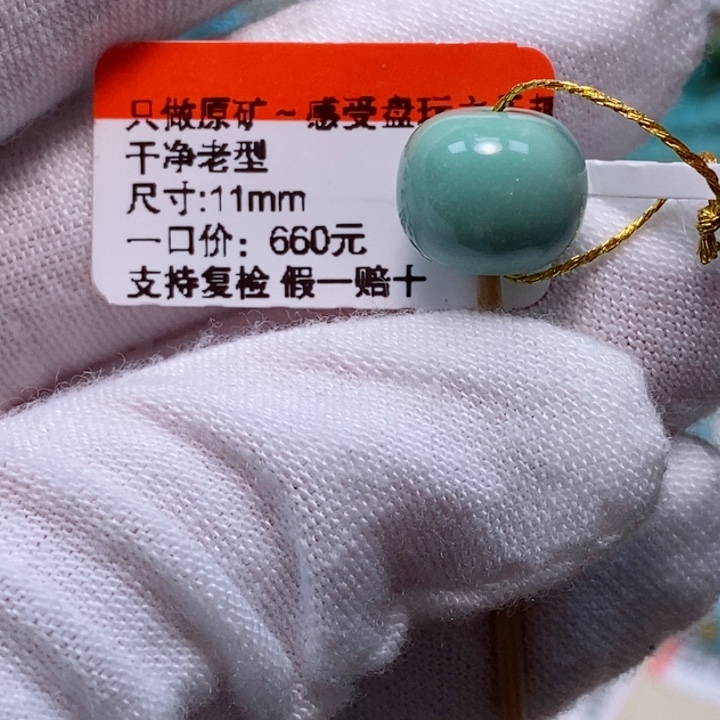 只做原矿~感受盘玩之
干净老型
尺寸:11mm
一口价：660元
支持复检 假一赔十